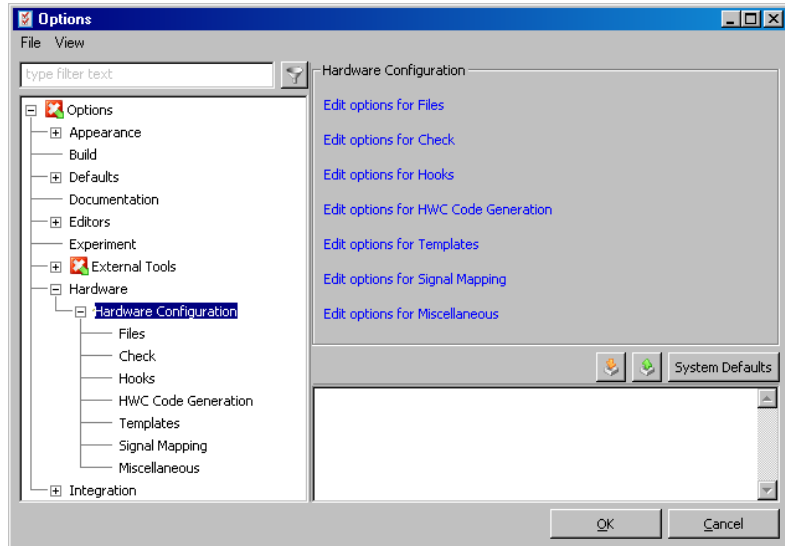 Options
File View
type filter text
Options
Appearance
Build
Defaults
Documentation
Editors
Experiment
External Tools
Hardware
Hardware Configuration
Files
Check
Hooks
HWC Code Generation
Templates
Signal Mapping
Miscellaneous
Integration
Hardware Configuration
Edit options for Files
Edit options for Check
Edit options for Hooks
Edit options for HWC Code Generation
Edit options for Templates
Edit options for Signal Mapping
Edit options for Miscellaneous
System Defaults
OK Cancel